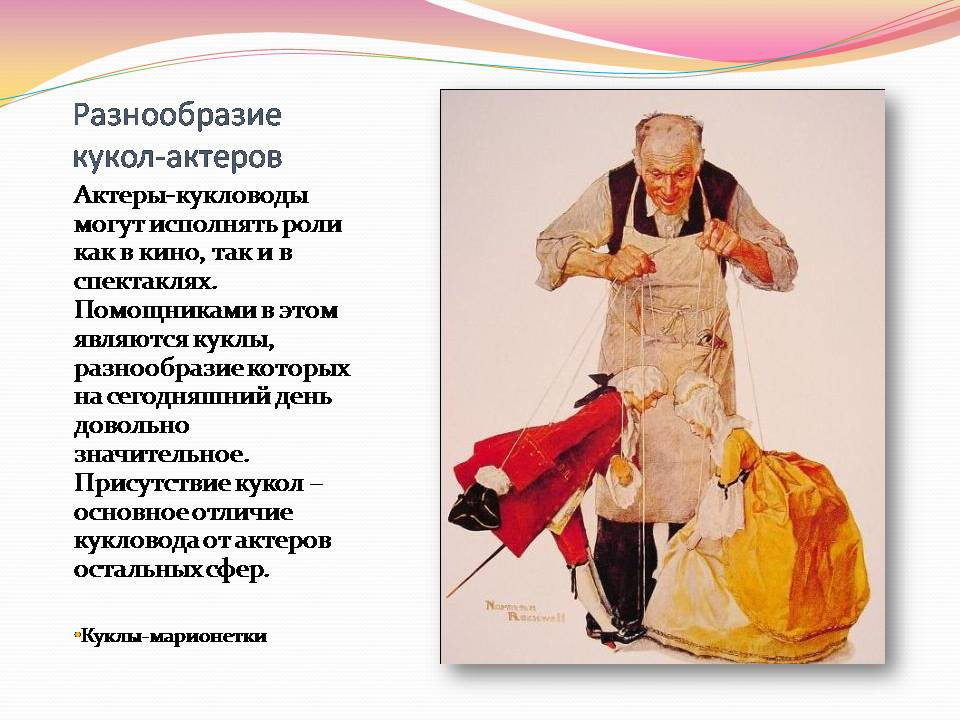 Разнообразие
кукол-актеров
Актеры-кукловоды
могут исполнять роли
как в кино, так и в
спектаклях.
Помощниками в этом
являются куклы,
разнообразие которых
на сегодняшний день
довольно
значительное.
Присутствие кукол –
основное отличие
кукловода от актеров
остальных сфер.
Куклы-марионетки
Norman
Rockwell